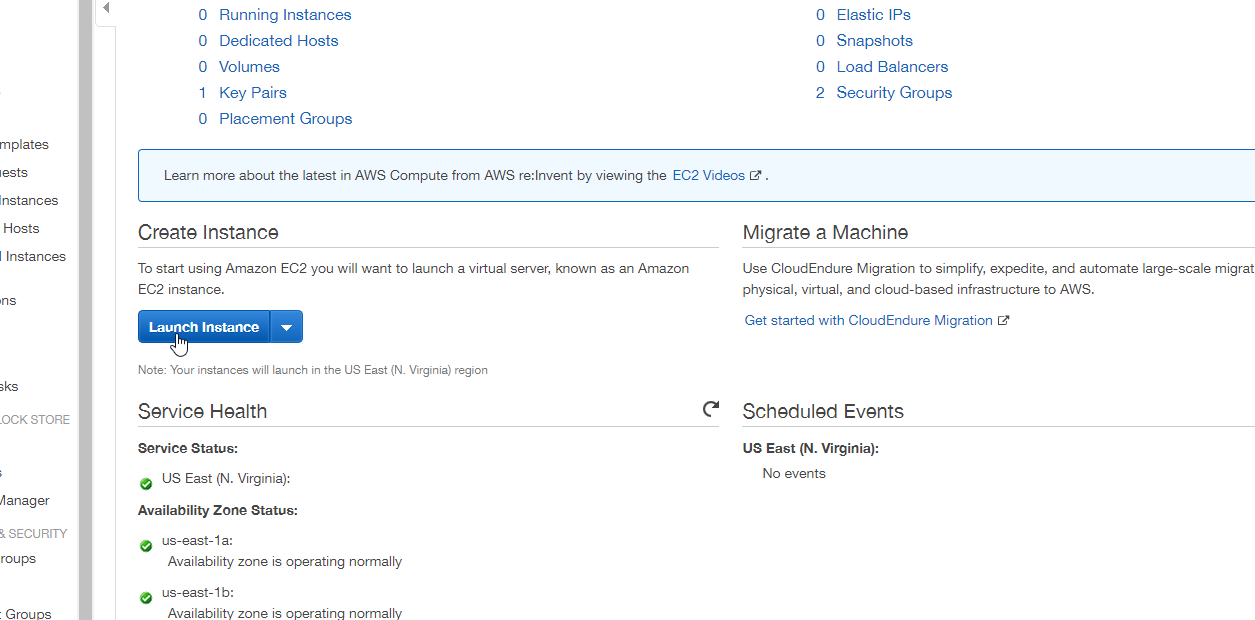 0 Running Instances
0 Elastic IPs
0 Dedicated Hosts
0 Snapshots
0 Volumes
0 Load Balancers
1 Key Pairs
2 Security Groups
0 Placement Groups
mplates
uests
Instances
Hosts
d Instances
ons
sks
LOCK STORE
s
Manager
& SECURITY
roups
t Groups
Learn more about the latest in AWS Compute from AWS re:Invent by viewing the EC2 Videos .
Create Instance
To start using Amazon EC2 you will want to launch a virtual server, known as an Amazon
EC2 instance.
Launch Instance
Note: Your instances will launch in the US East (N. Virginia) region
Migrate a Machine
Use CloudEndure Migration to simplify, expedite, and automate large-scale migrat
physical, virtual, and cloud-based infrastructure to AWS.
Get started with CloudEndure Migration
Service Health
Service Status:
US East (N. Virginia):
Availability Zone Status:
us-east-1a:
Availability zone is operating normally
us-east-1b:
Availability zone is operating normally
Scheduled Events
US East (N. Virginia):
No events